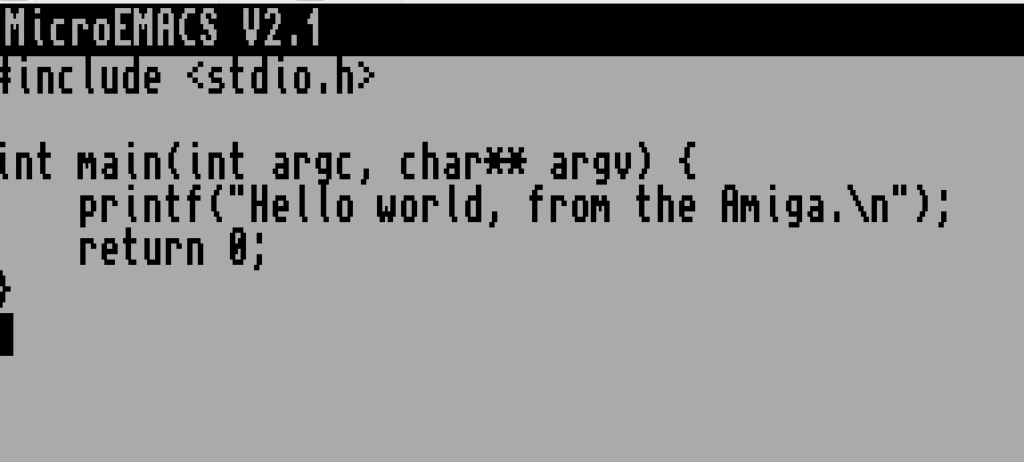 MicroEMACS V2.1
#include <stdio.h>
int main(int argc, char** argv) {
    printf("Hello world, from the Amiga.\n");
    return 0;
}